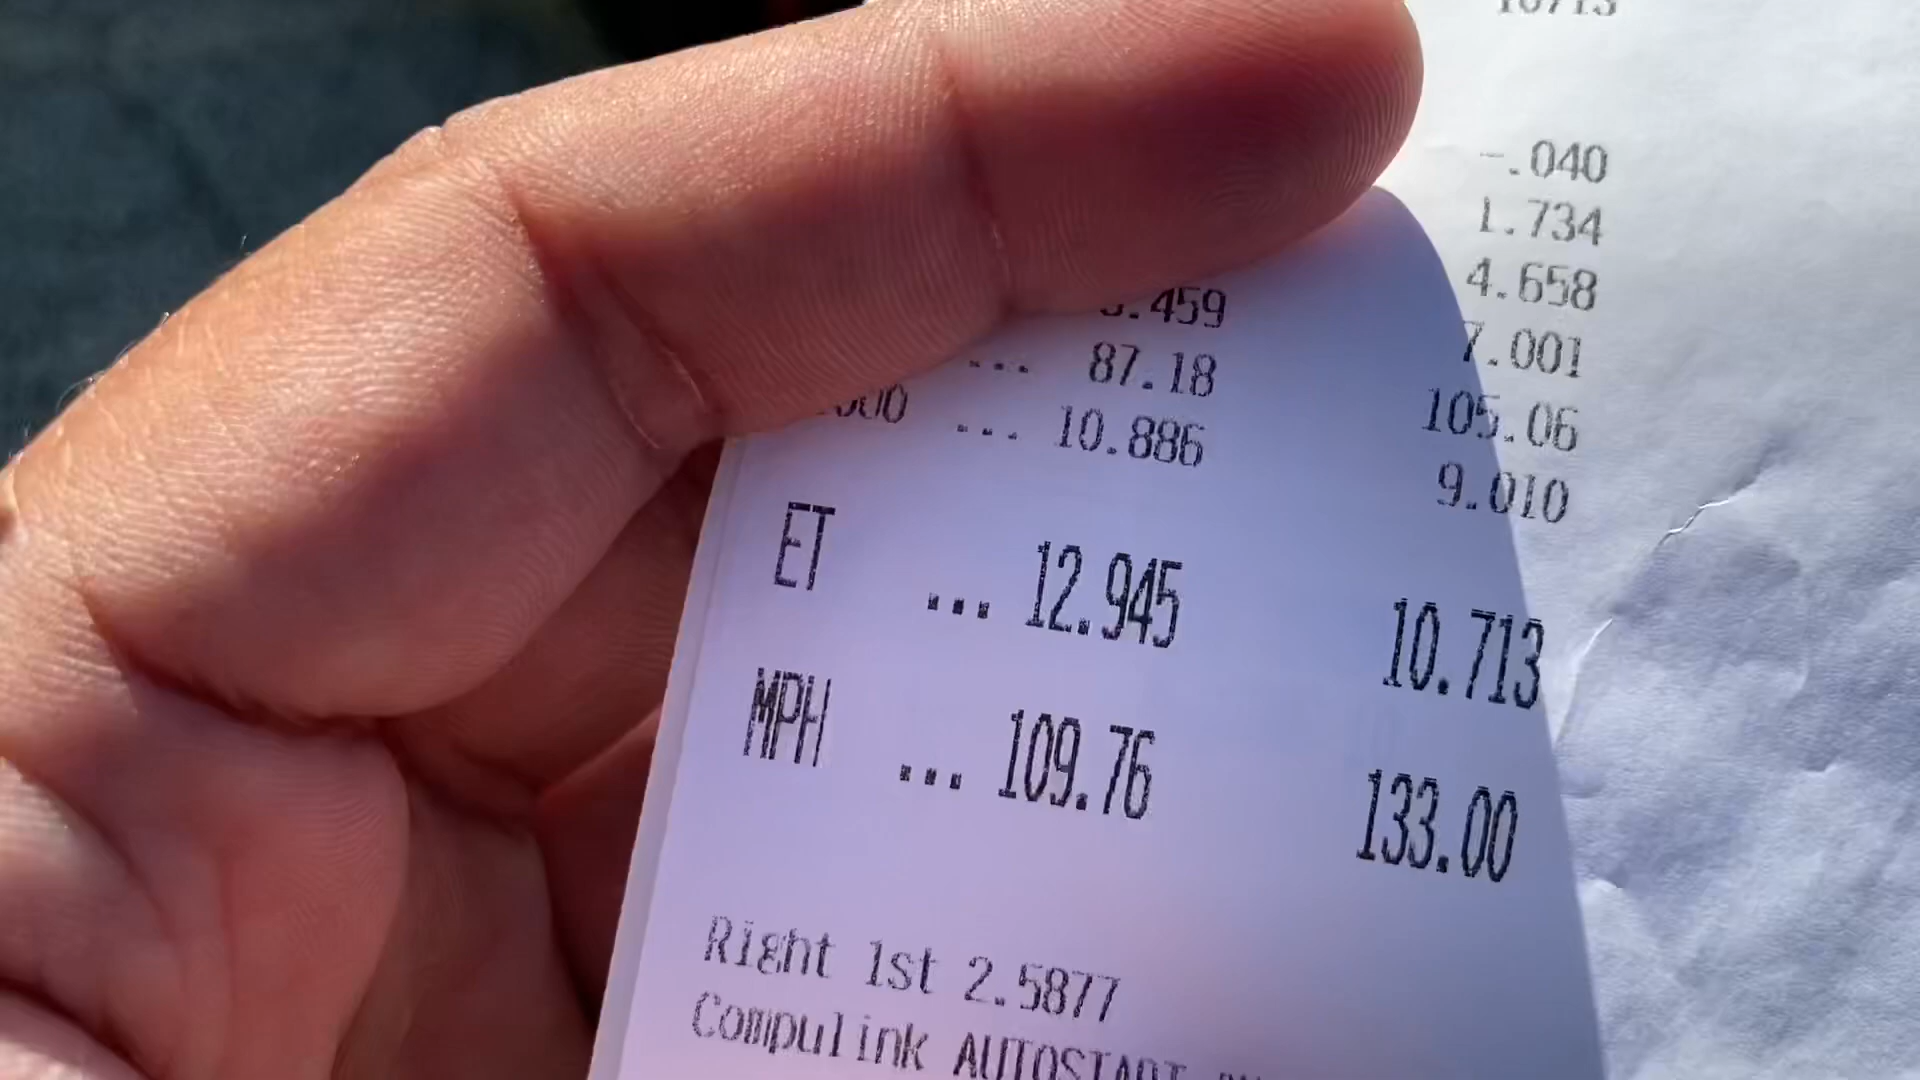 -.040
1.734
4.658
.459 7.001
... 87.18 105.06
... 10.886 9.010
ET ... 12.945 10.713
MPH ... 109.76 133.00
Right 1st 2.5877
Compulink AUTOSTART